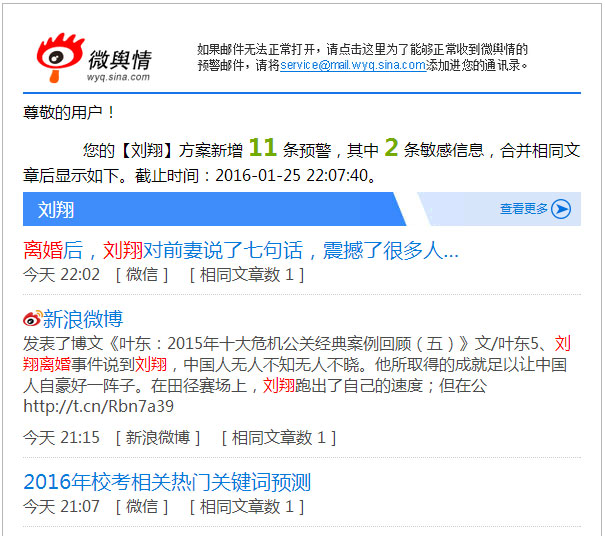 微舆情
wyq.sina.com
如果邮件无法正常打开，请点击这里为了能够正常收到微舆情的
预警邮件，请将service@mail.wyq.sina.com添加进您的通讯录。
尊敬的用户！
您的【刘翔】方案新增 11 条预警，其中 2 条敏感信息，合并相同文
章后显示如下。截止时间：2016-01-25 22:07:40。
刘翔
查看更多
离婚后，刘翔对前妻说了七句话，震撼了很多人...
今天 22:02 [ 微信 ] [ 相同文章数 1 ]
新浪微博
发表了博文《叶东：2015年十大危机公关经典案例回顾（五）》文/叶东5、刘
翔离婚事件说到刘翔，中国人无人不知无人不晓。他所取得的成就足以让中国
人自豪好一阵子。在田径赛场上，刘翔跑出了自己的速度；但在公
http://t.cn/Rbn7a39
今天 21:15 [ 新浪微博 ] [ 相同文章数 1 ]
2016年校考相关热门关键词预测
今天 21:07 [ 微信 ] [ 相同文章数 1 ]